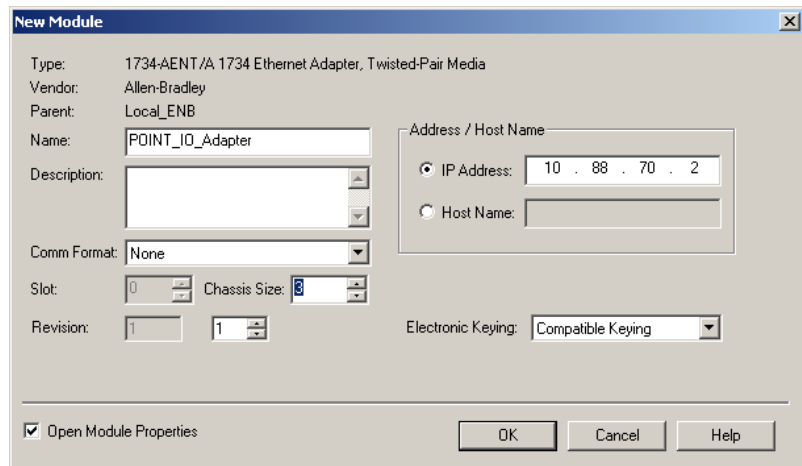 New Module
Type: 1734-AENT/A 1734 Ethernet Adapter, Twisted-Pair Media
Vendor: Allen-Bradley
Parent: Local_ENB
Name: POINT_IO_Adapter
Address / Host Name
IP Address: 10 . 88 . 70 . 2
Description:
Host Name:
Comm Format: None
Slot: 0 Chassis Size: 3
Revision: 1 1 Electronic Keying: Compatible Keying
Open Module Properties OK Cancel Help